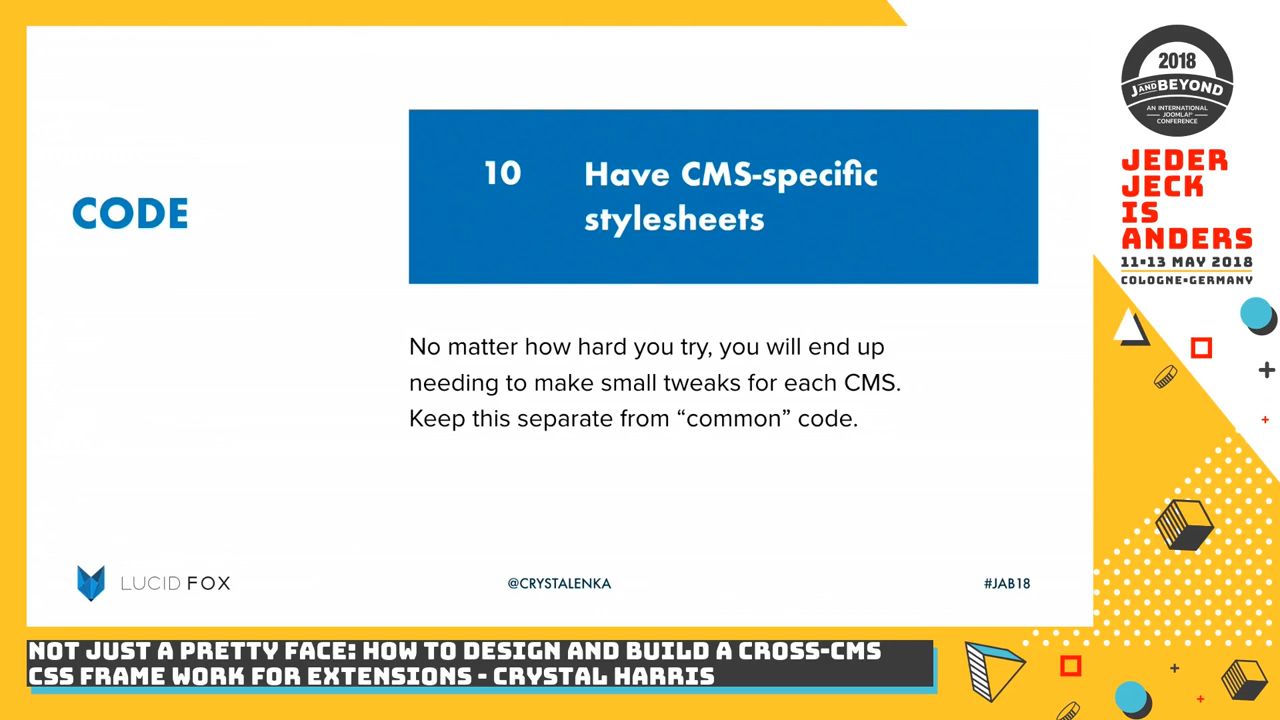 CODE
10
Have CMS-specific
stylesheets
No matter how hard you try, you will end up
needing to make small tweaks for each CMS.
Keep this separate from “common” code.
LUCID FOX
@CRYSTALENKA
#JAB18
2018
J AND BEYOND
AN INTERNATIONAL
JOOMLA!®
CONFERENCE
JEDER
JECK
IS
ANDERS
11-13 MAY 2018
COLOGNE-GERMANY
NOT JUST A PRETTY FACE: HOW TO DESIGN AND BUILD A CROSS-CMS
CSS FRAME WORK FOR EXTENSIONS - CRYSTAL HARRIS